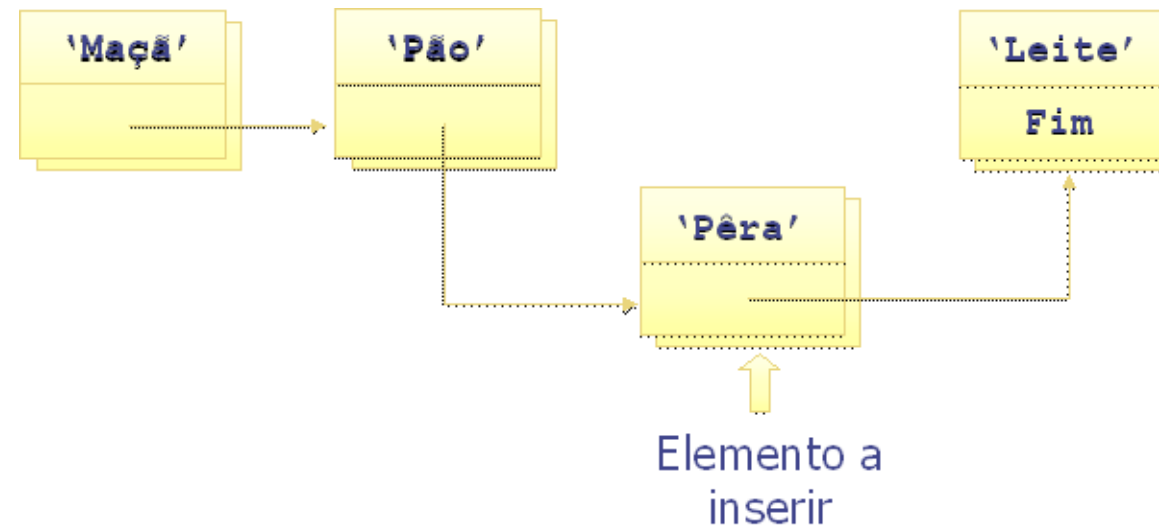 ‘Maçã’
‘Pão’
‘Leite’
Fim
‘Pêra’
Elemento a
inserir